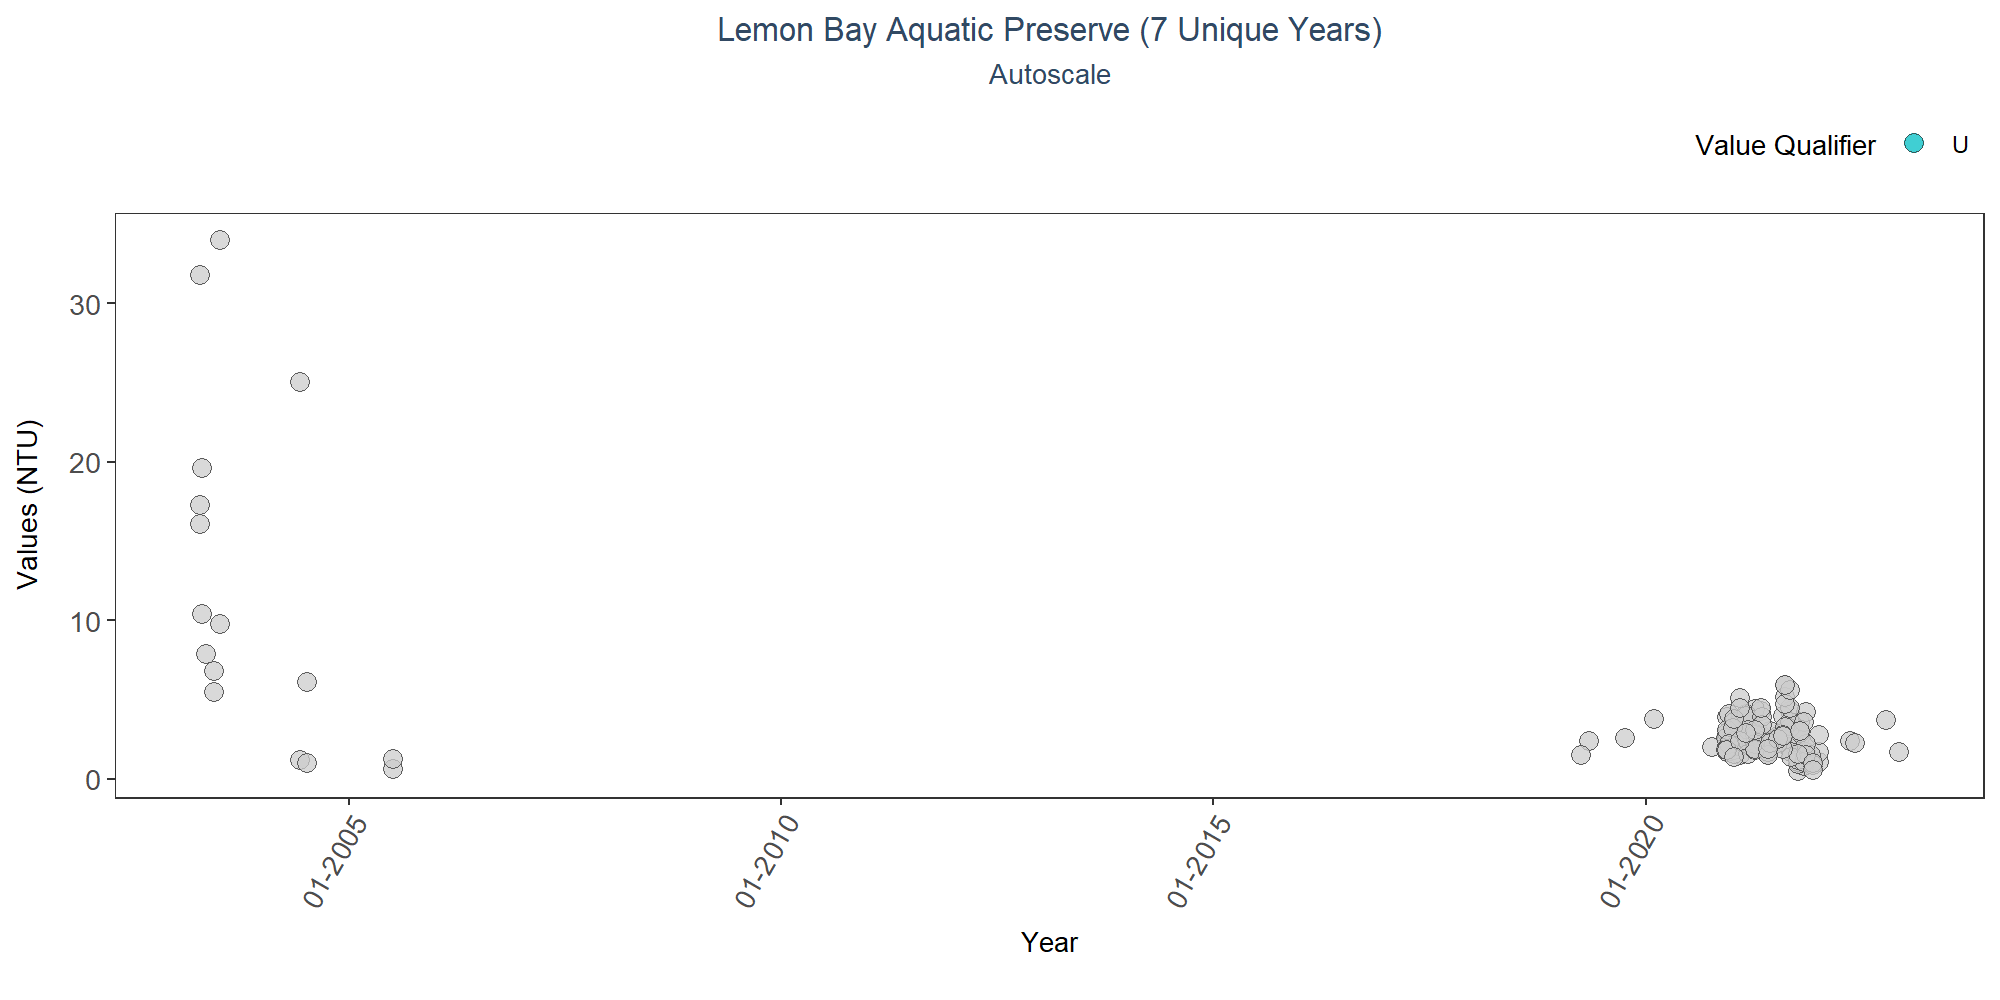 Lemon Bay Aquatic Preserve (7 Unique Years)
Autoscale
Value Qualifier U
Values (NTU)
30
20
10
0
01-2005
01-2010
01-2015
01-2020
Year